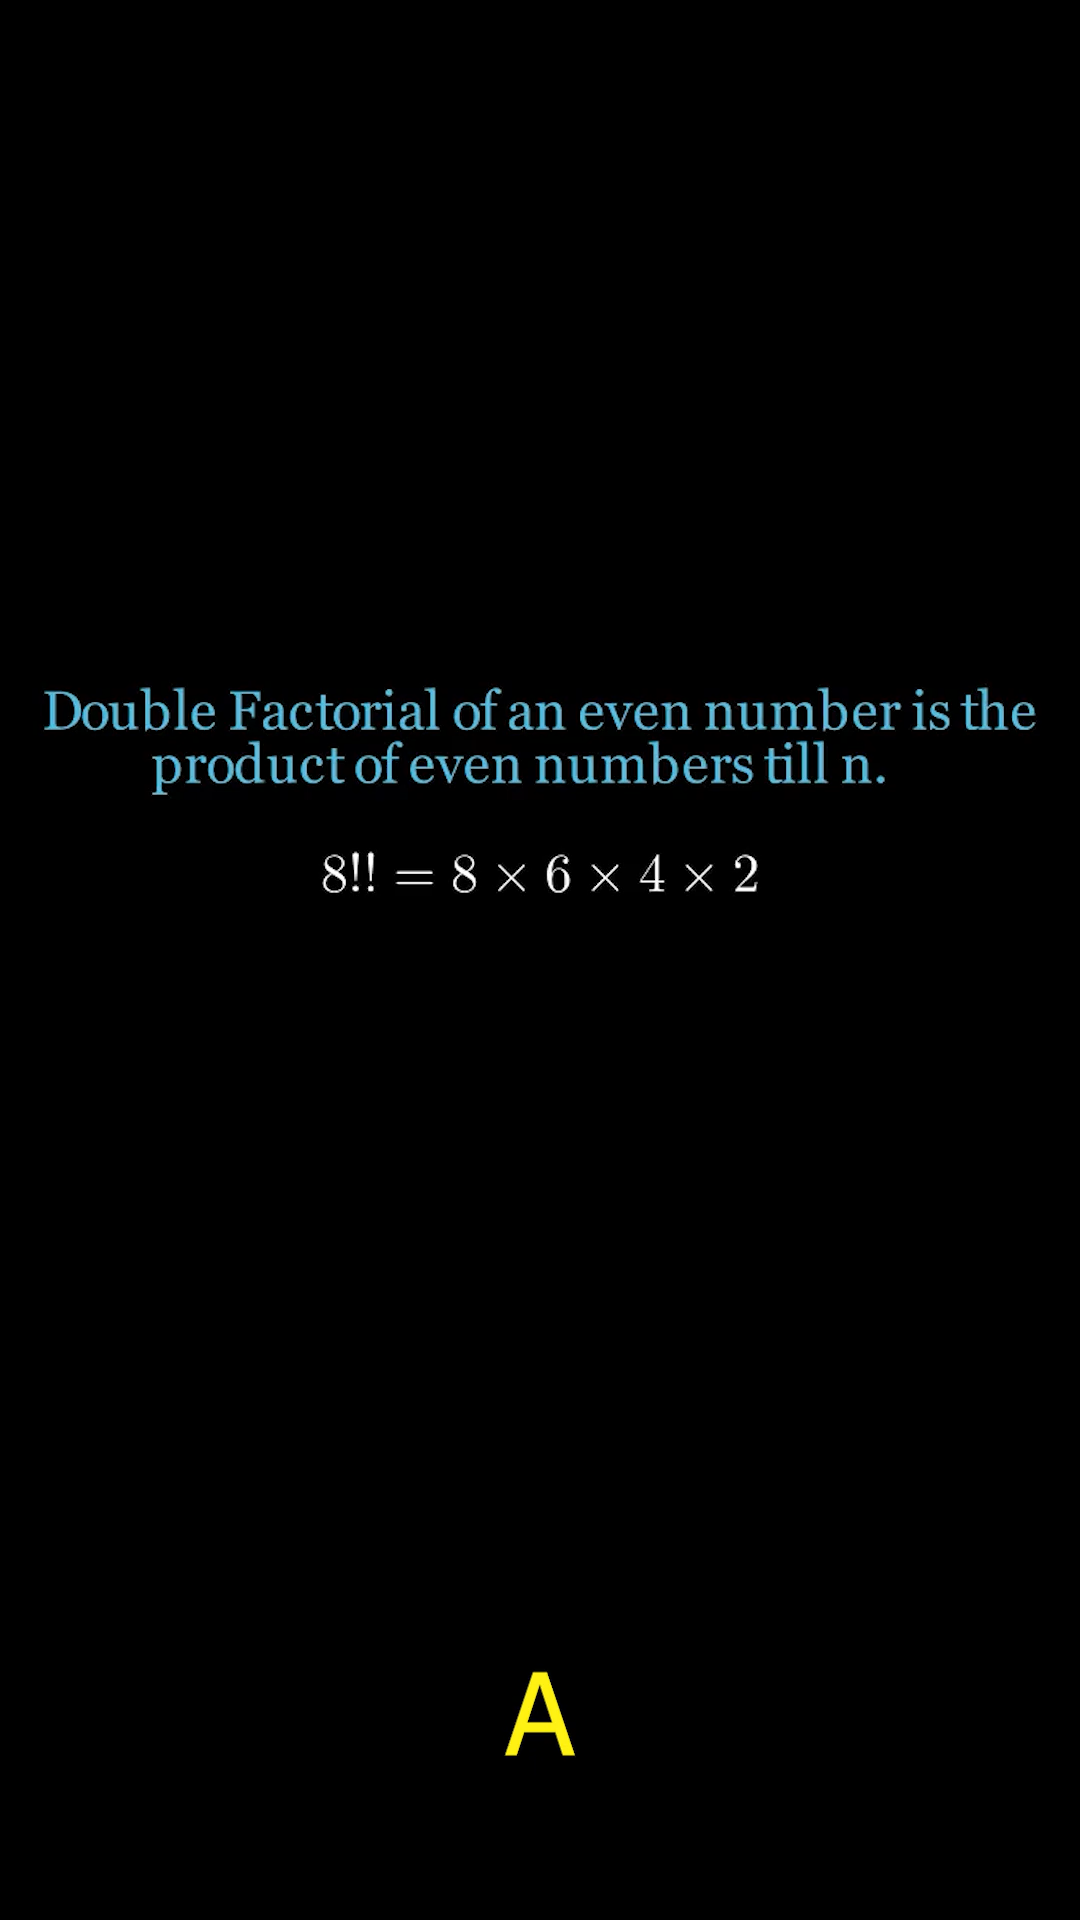 Double Factorial of an even number is the
product of even numbers till n.
8!! = 8 × 6 × 4 × 2
A